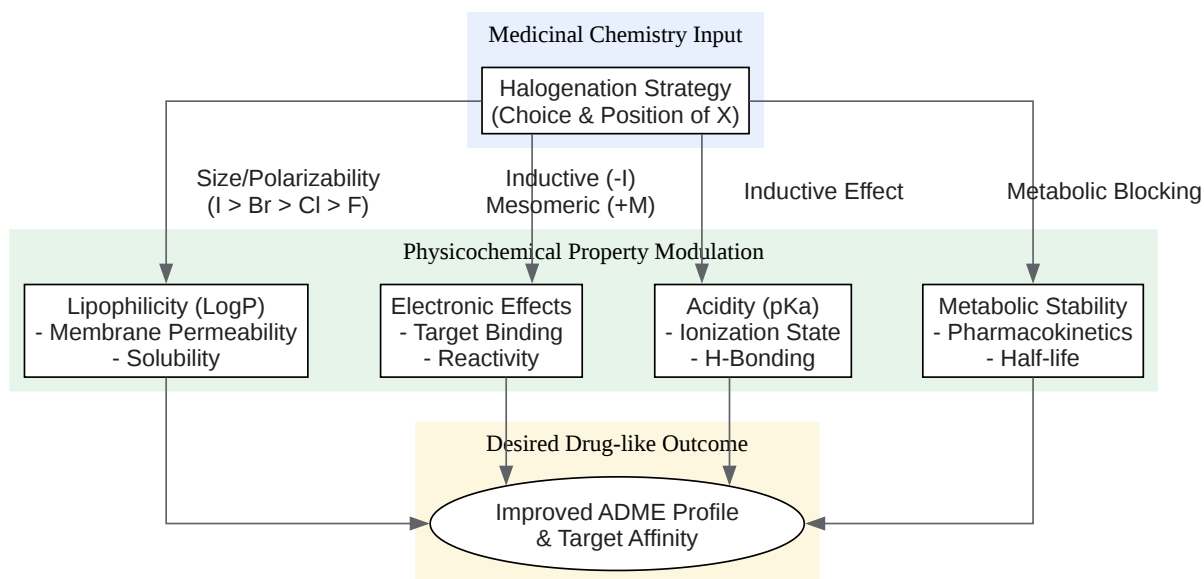 Medicinal Chemistry Input
Halogenation Strategy
(Choice & Position of X)
Size/Polarizability
(I > Br > Cl > F)
Inductive (-I)
Mesomeric (+M)
Inductive Effect
Metabolic Blocking
Physicochemical Property Modulation
Lipophilicity (LogP)
- Membrane Permeability
- Solubility
Electronic Effects
- Target Binding
- Reactivity
Acidity (pKa)
- Ionization State
- H-Bonding
Metabolic Stability
- Pharmacokinetics
- Half-life
Desired Drug-like Outcome
Improved ADME Profile
& Target Affinity